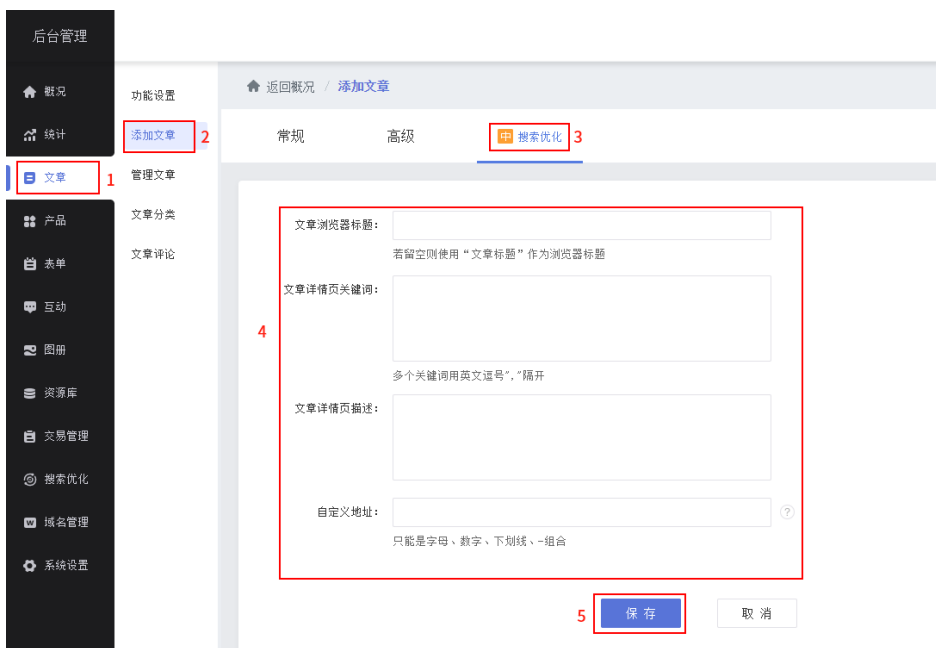 后台管理
概况
统计
文章
1
产品
表单
互动
图册
资源库
交易管理
搜索优化
域名管理
系统设置
功能设置
添加文章
2
管理文章
文章分类
文章评论
返回概况 / 添加文章
常规
高级
中 搜索优化
3
4
文章浏览器标题：
若留空则使用“文章标题”作为浏览器标题
文章详情页关键词：
多个关键词用英文逗号","隔开
文章详情页描述：
自定义地址：
?
只能是字母、数字、下划线、-组合
5
保存
取消